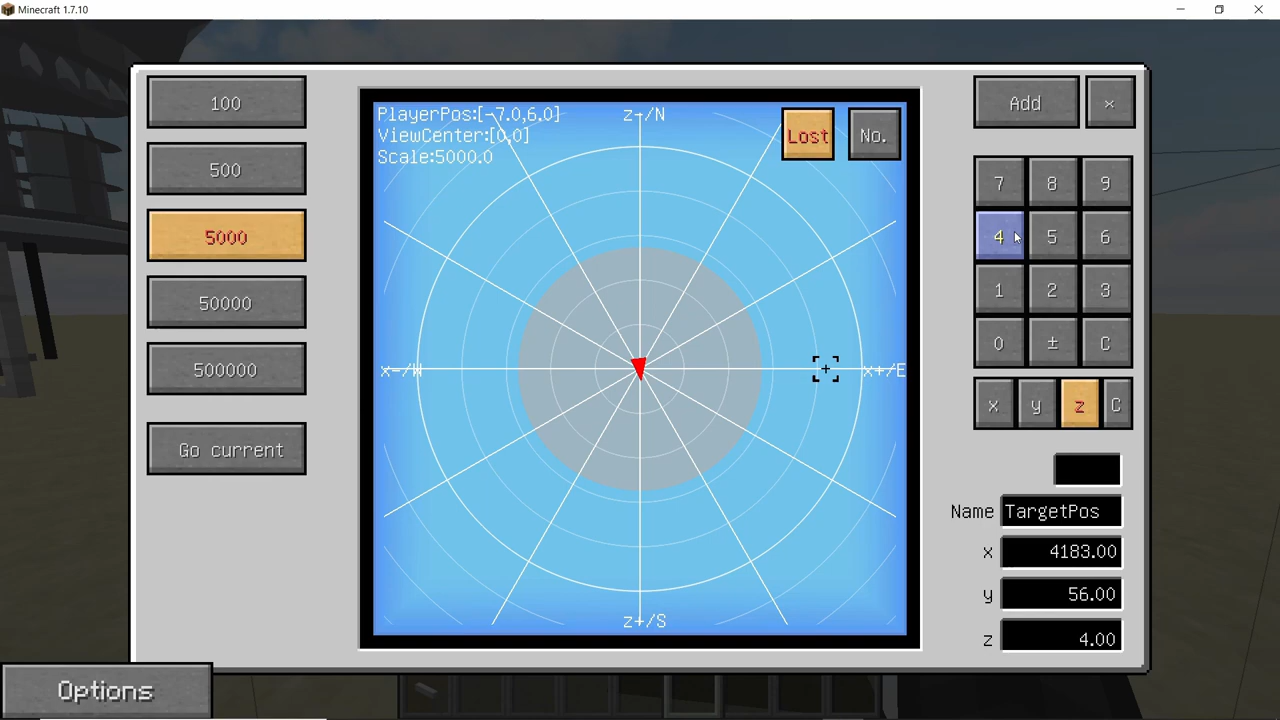 Minecraft 1.7.10
100
500
5000
50000
500000
Go current
PlayerPos:[-7.0,6.0]
ViewCenter:[0,0]
Scale:5000.0
z-/N
x-/W
x+/E
z+/S
Lost
No.
Add
×
7 8 9
4 5 6
1 2 3
0 ± C
x y z C
Name TargetPos
x 4183.00
y 56.00
z 4.00
Options